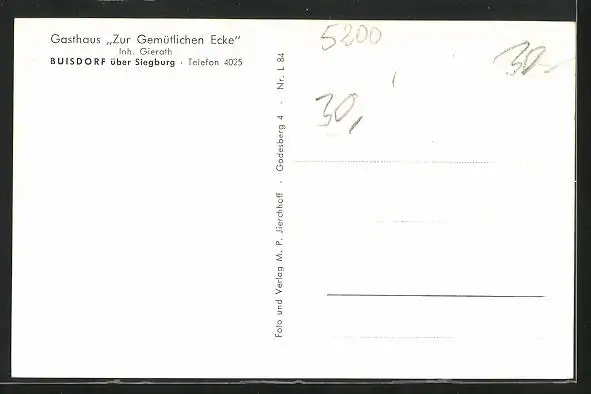 Gasthaus „Zur Gemütlichen Ecke"
Inh. Gierath
BUISDORF über Siegburg · Telefon 4025
Foto und Verlag M. P. Jierchhoff · Godesberg 4 · Nr. L 84
5200
30,-
30,